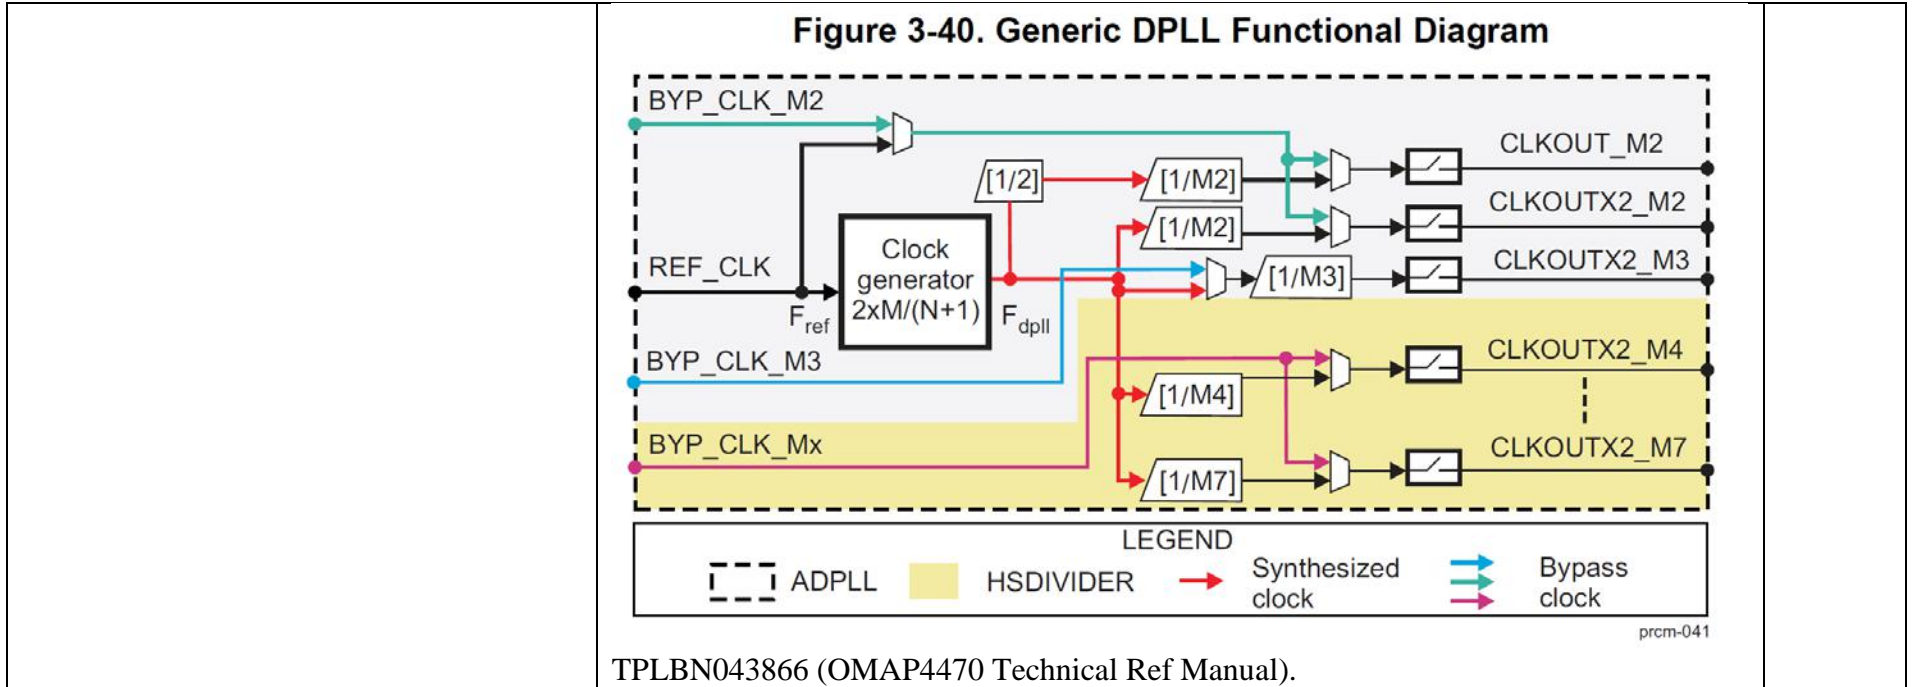 Figure 3-40. Generic DPLL Functional Diagram
BYP_CLK_M2
CLKOUT_M2
[1/2]
[1/M2]
CLKOUTX2_M2
[1/M2]
REF_CLK
Clock
generator
2xM/(N+1)
CLKOUTX2_M3
[1/M3]
Fref
Fdpll
BYP_CLK_M3
CLKOUTX2_M4
[1/M4]
BYP_CLK_Mx
CLKOUTX2_M7
[1/M7]
LEGEND
ADPLL
HSDIVIDER
Synthesized
clock
Bypass
clock
prcm-041
TPLBN043866 (OMAP4470 Technical Ref Manual).